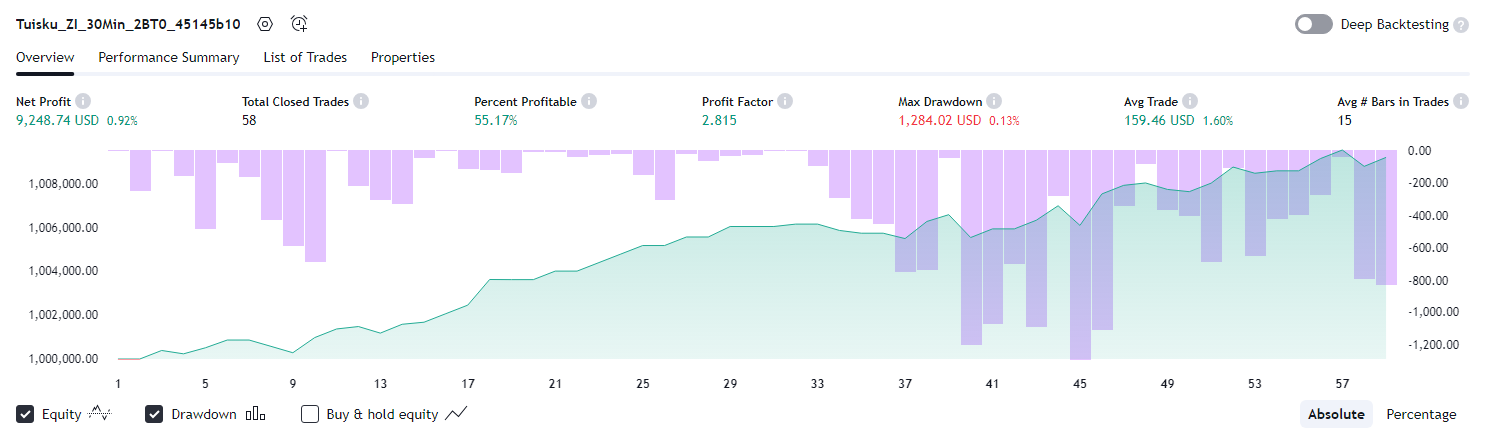 Tuisku_ZI_30Min_2BT0_45145b10
Deep Backtesting ?
Overview Performance Summary List of Trades Properties
Net Profit i Total Closed Trades i Percent Profitable i Profit Factor i Max Drawdown i Avg Trade i Avg # Bars in Trades i
9,248.74 USD 0.92% 58 55.17% 2.815 1,284.02 USD 0.13% 159.46 USD 1.60% 15
0.00
1,008,000.00 -200.00
-400.00
1,006,000.00
-600.00
1,004,000.00 -800.00
1,002,000.00 -1,000.00
-1,200.00
1,000,000.00
1 5 9 13 17 21 25 29 33 37 41 45 49 53 57
Equity Drawdown Buy & hold equity Absolute Percentage